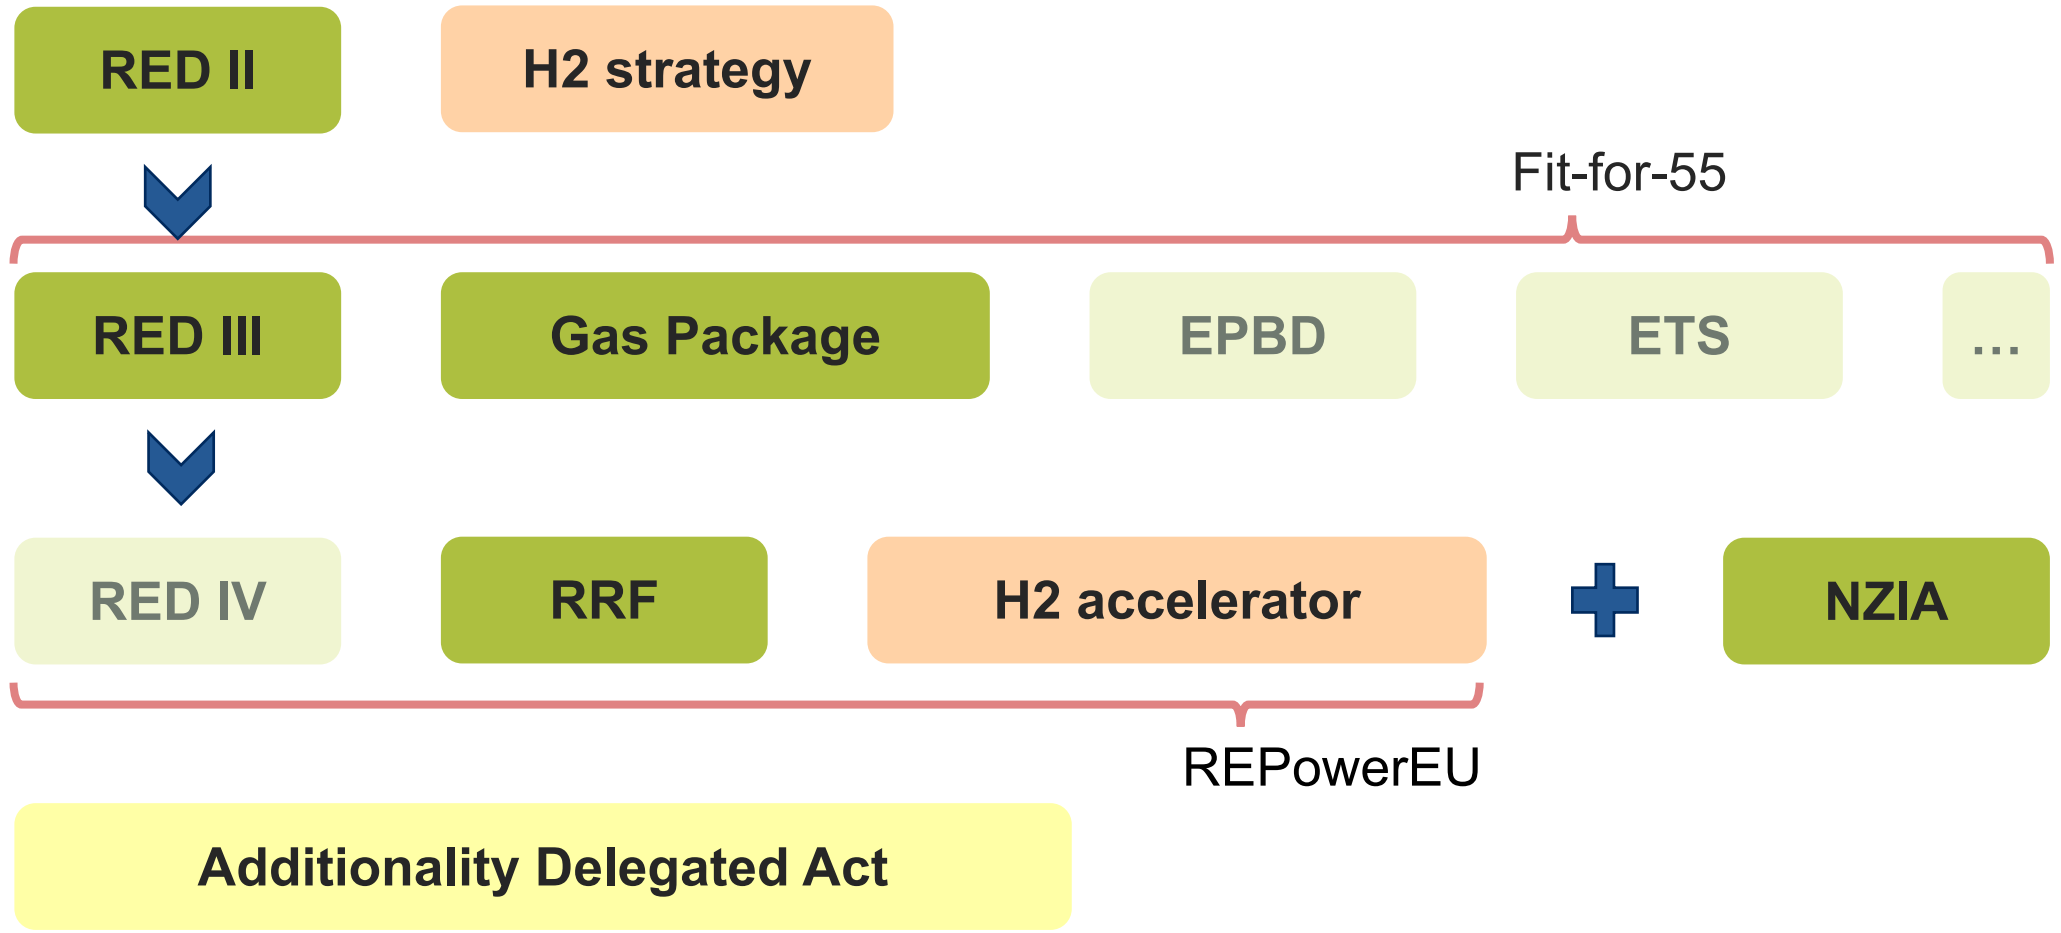 RED II
H2 strategy
Fit-for-55
RED III
Gas Package
EPBD
ETS
...
RED IV
RRF
H2 accelerator
NZIA
REPowerEU
Additionality Delegated Act